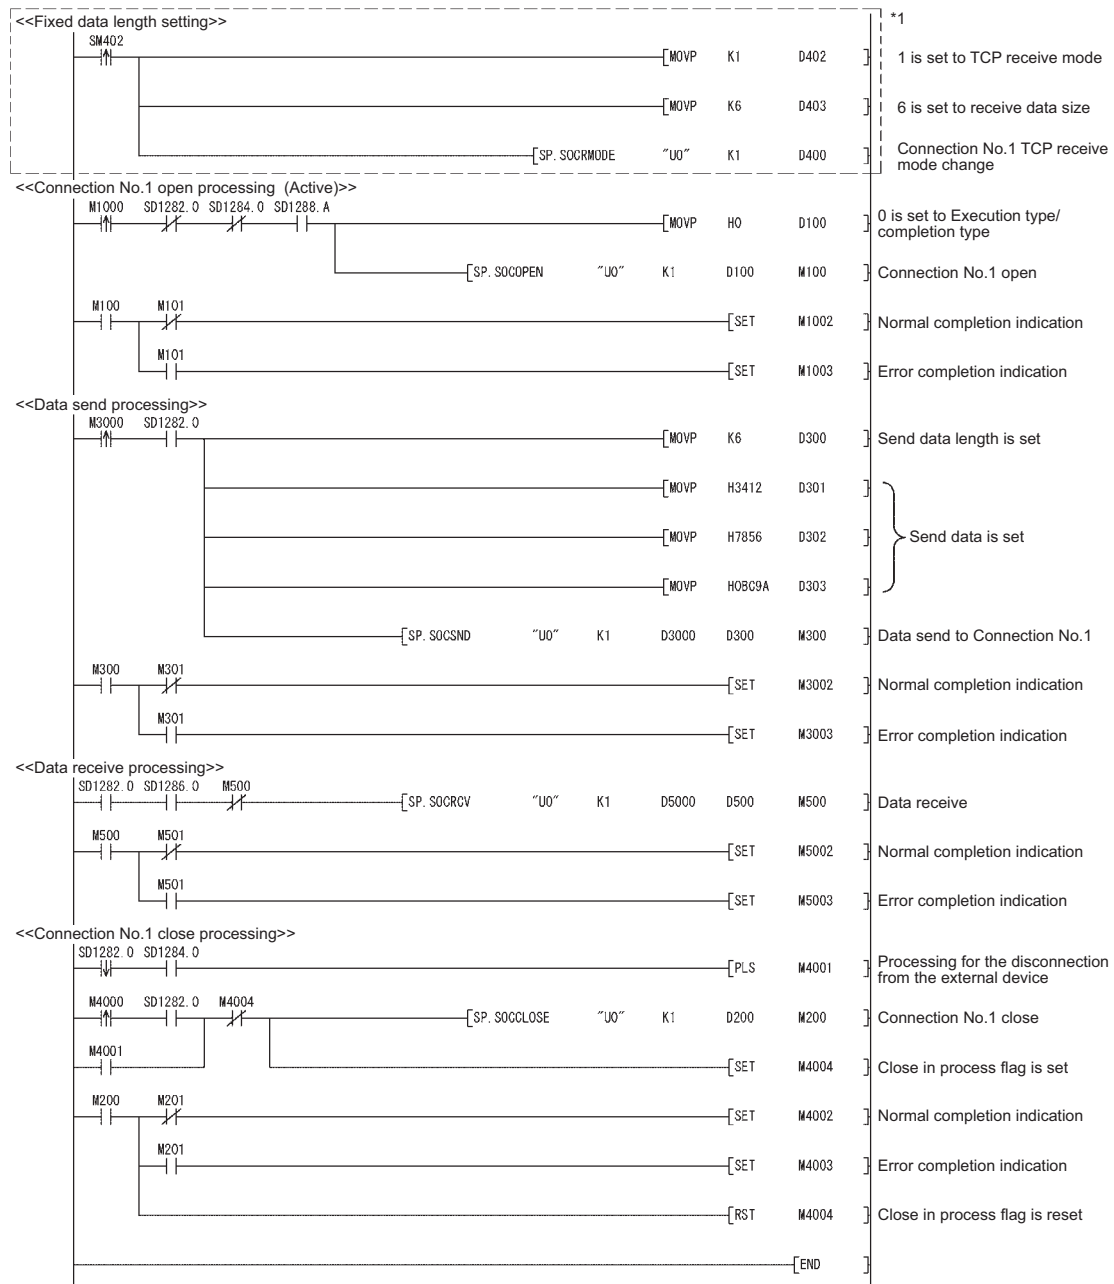 <<Fixed data length setting>>
*1
SM402
MOVP K1 D402
1 is set to TCP receive mode
MOVP K6 D403
6 is set to receive data size
SP.SOCRMODE "U0" K1 D400
Connection No.1 TCP receive
mode change
<<Connection No.1 open processing (Active)>>
M1000 SD1282.0 SD1284.0 SD1288.A
MOVP H0 D100
0 is set to Execution type/
completion type
SP.SOCOPEN "U0" K1 D100 M100
Connection No.1 open
M100 M101
SET M1002
Normal completion indication
M101
SET M1003
Error completion indication
<<Data send processing>>
M3000 SD1282.0
MOVP K6 D300
Send data length is set
MOVP H3412 D301
MOVP H7856 D302
Send data is set
MOVP H0BC9A D303
SP.SOCSND "U0" K1 D3000 D300 M300
Data send to Connection No.1
M300 M301
SET M3002
Normal completion indication
M301
SET M3003
Error completion indication
<<Data receive processing>>
SD1282.0 SD1286.0 M500
SP.SOCRCV "U0" K1 D5000 D500 M500
Data receive
M500 M501
SET M5002
Normal completion indication
M501
SET M5003
Error completion indication
<<Connection No.1 close processing>>
SD1282.0 SD1284.0
PLS M4001
Processing for the disconnection
from the external device
M4000 SD1282.0 M4004
SP.SOCCLOSE "U0" K1 D200 M200
Connection No.1 close
M4001
SET M4004
Close in process flag is set
M200 M201
SET M4002
Normal completion indication
M201
SET M4003
Error completion indication
RST M4004
Close in process flag is reset
END